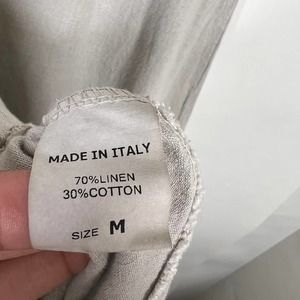 MADE IN ITALY
70%LINEN
30%COTTON
SIZE M